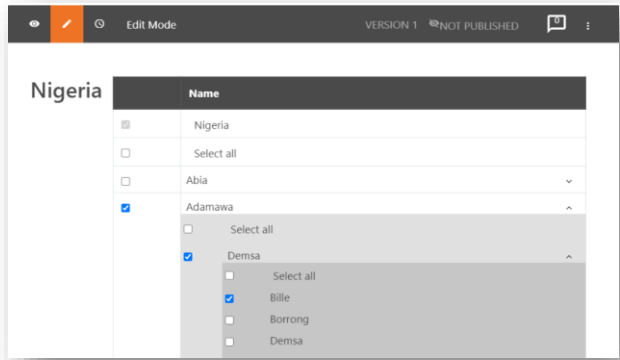 Edit Mode VERSION 1 NOT PUBLISHED 0
Nigeria
Name
Nigeria
Select all
Abia
Adamawa
Select all
Demsa
Select all
Bille
Borrong
Demsa